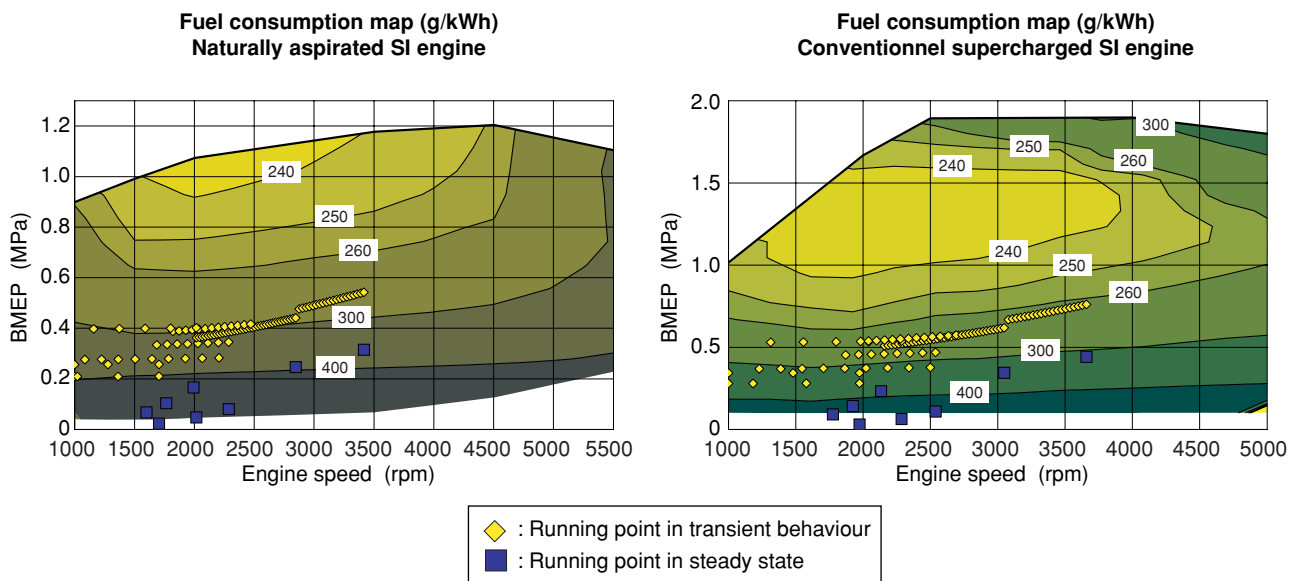 Fuel consumption map (g/kWh)
Naturally aspirated SI engine
1.2
1.0
0.8
0.6
0.4
0.2
0
BMEP (MPa)
240
250
260
300
400
1000 1500 2000 2500 3000 3500 4000 4500 5000 5500
Engine speed (rpm)
Fuel consumption map (g/kWh)
Conventionnel supercharged SI engine
2.0
1.5
1.0
0.5
0
BMEP (MPa)
300
250
240
260
240
250
260
300
400
1000 1500 2000 2500 3000 3500 4000 4500 5000
Engine speed (rpm)
: Running point in transient behaviour
: Running point in steady state